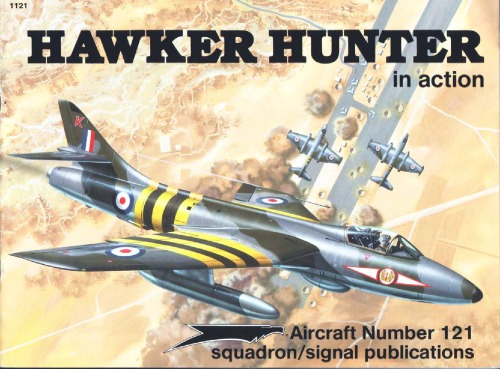 1121
HAWKER HUNTER
in action
K
Aircraft Number 121
squadron/signal publications